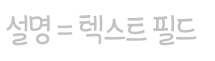 설명 = 텍스트 필드